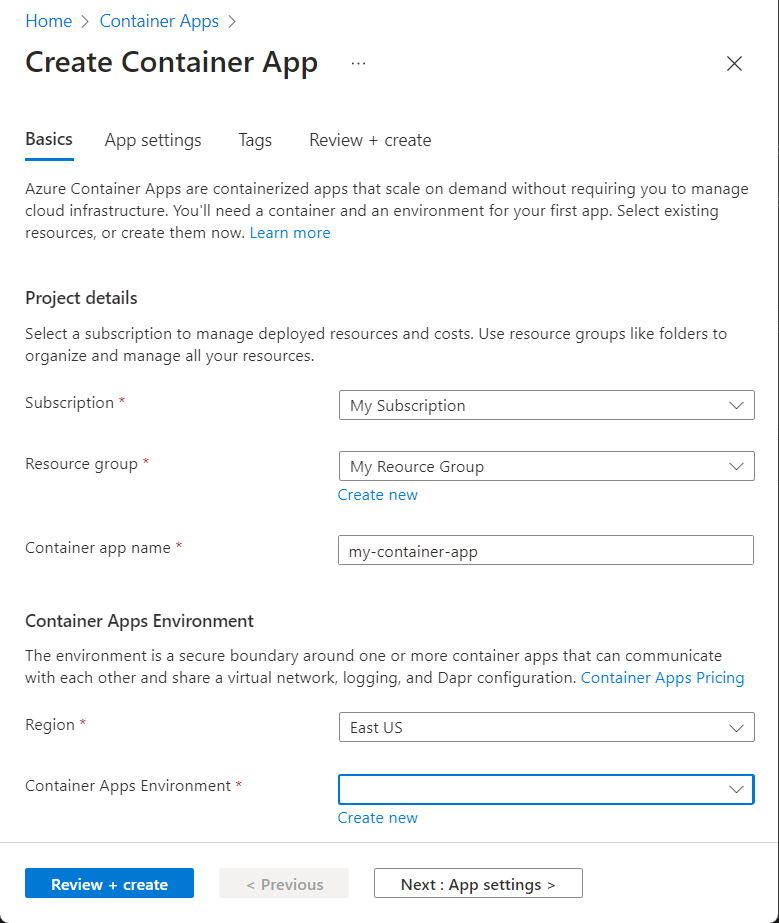 Home > Container Apps >
Create Container App ...
Basics App settings Tags Review + create
Azure Container Apps are containerized apps that scale on demand without requiring you to manage
cloud infrastructure. You'll need a container and an environment for your first app. Select existing
resources, or create them now. Learn more
Project details
Select a subscription to manage deployed resources and costs. Use resource groups like folders to
organize and manage all your resources.
Subscription * My Subscription
Resource group * My Reource Group
Create new
Container app name * my-container-app
Container Apps Environment
The environment is a secure boundary around one or more container apps that can communicate
with each other and share a virtual network, logging, and Dapr configuration. Container Apps Pricing
Region * East US
Container Apps Environment *
Create new
Review + create < Previous Next : App settings >